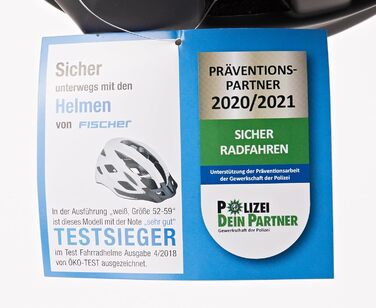 Sicher
unterwegs mit den
Helmen
von FISCHER
In der Ausführung „weiß, Größe 52-59“
ist dieses Modell mit der Note „sehr gut“
TESTSIEGER
im Test Fahrradhelme Ausgabe 4/2018
von ÖKO-TEST ausgezeichnet.
PRÄVENTIONS-
PARTNER
2020/2021
SICHER
RADFAHREN
Unterstützung der Präventionsarbeit
der Gewerkschaft der Polizei
POLIZEI
DEIN PARTNER
Gewerkschaft der Polizei